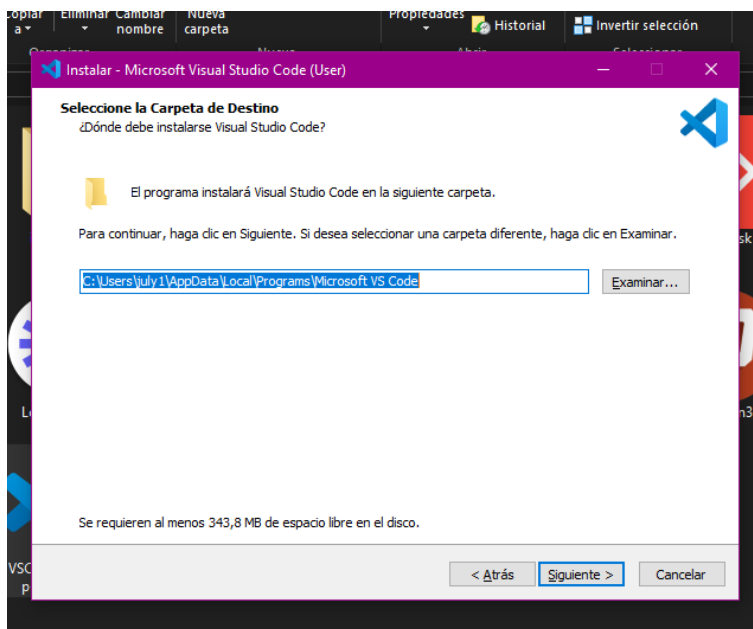 Copiar Eliminar Cambiar Nueva Propiedades
a nombre carpeta Historial Invertir selección
Instalar - Microsoft Visual Studio Code (User)
Seleccione la Carpeta de Destino
¿Dónde debe instalarse Visual Studio Code?
El programa instalará Visual Studio Code en la siguiente carpeta.
Para continuar, haga clic en Siguiente. Si desea seleccionar una carpeta diferente, haga clic en Examinar.
C:\Users\july1\AppData\Local\Programs\Microsoft VS Code
Examinar...
Se requieren al menos 343,8 MB de espacio libre en el disco.
VSC
p
< Atrás
Siguiente >
Cancelar